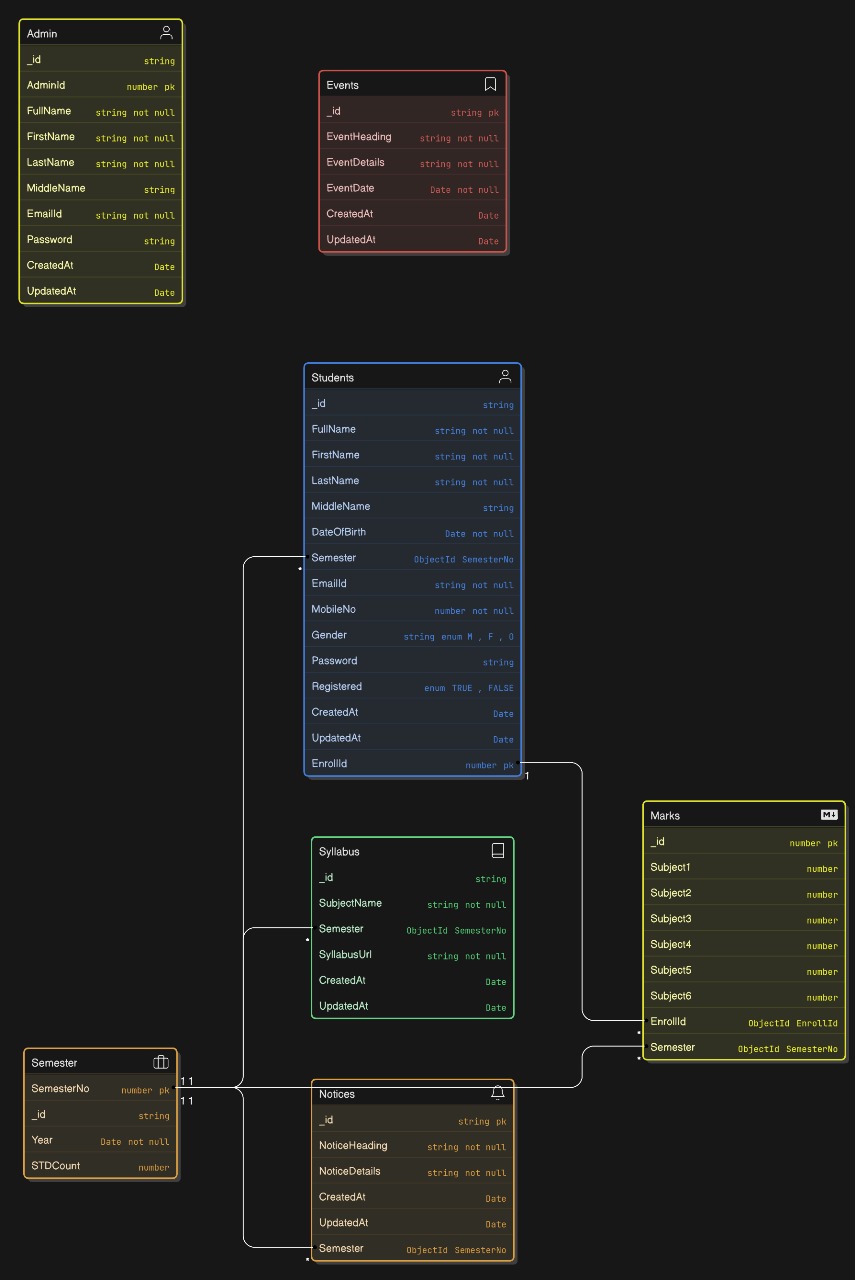 Admin
_id string
AdminId number pk
FullName string not null
FirstName string not null
LastName string not null
MiddleName string
EmailId string not null
Password string
CreatedAt Date
UpdatedAt Date
Events
_id string pk
EventHeading string not null
EventDetails string not null
EventDate Date not null
CreatedAt Date
UpdatedAt Date
Students
_id string
FullName string not null
FirstName string not null
LastName string not null
MiddleName string
DateOfBirth Date not null
Semester ObjectId SemesterNo
*
EmailId string not null
MobileNo number not null
Gender string enum M , F , O
Password string
Registered enum TRUE , FALSE
CreatedAt Date
UpdatedAt Date
EnrollId number pk
1
Syllabus
_id string
SubjectName string not null
Semester ObjectId SemesterNo
*
SyllabusUrl string not null
CreatedAt Date
UpdatedAt Date
Marks M↓
_id number pk
Subject1 number
Subject2 number
Subject3 number
Subject4 number
Subject5 number
Subject6 number
EnrollId ObjectId EnrollId
*
Semester ObjectId SemesterNo
*
Semester
SemesterNo number pk
1 1
1 1
_id string
Year Date not null
STDCount number
Notices
_id string pk
NoticeHeading string not null
NoticeDetails string not null
CreatedAt Date
UpdatedAt Date
Semester ObjectId SemesterNo
*